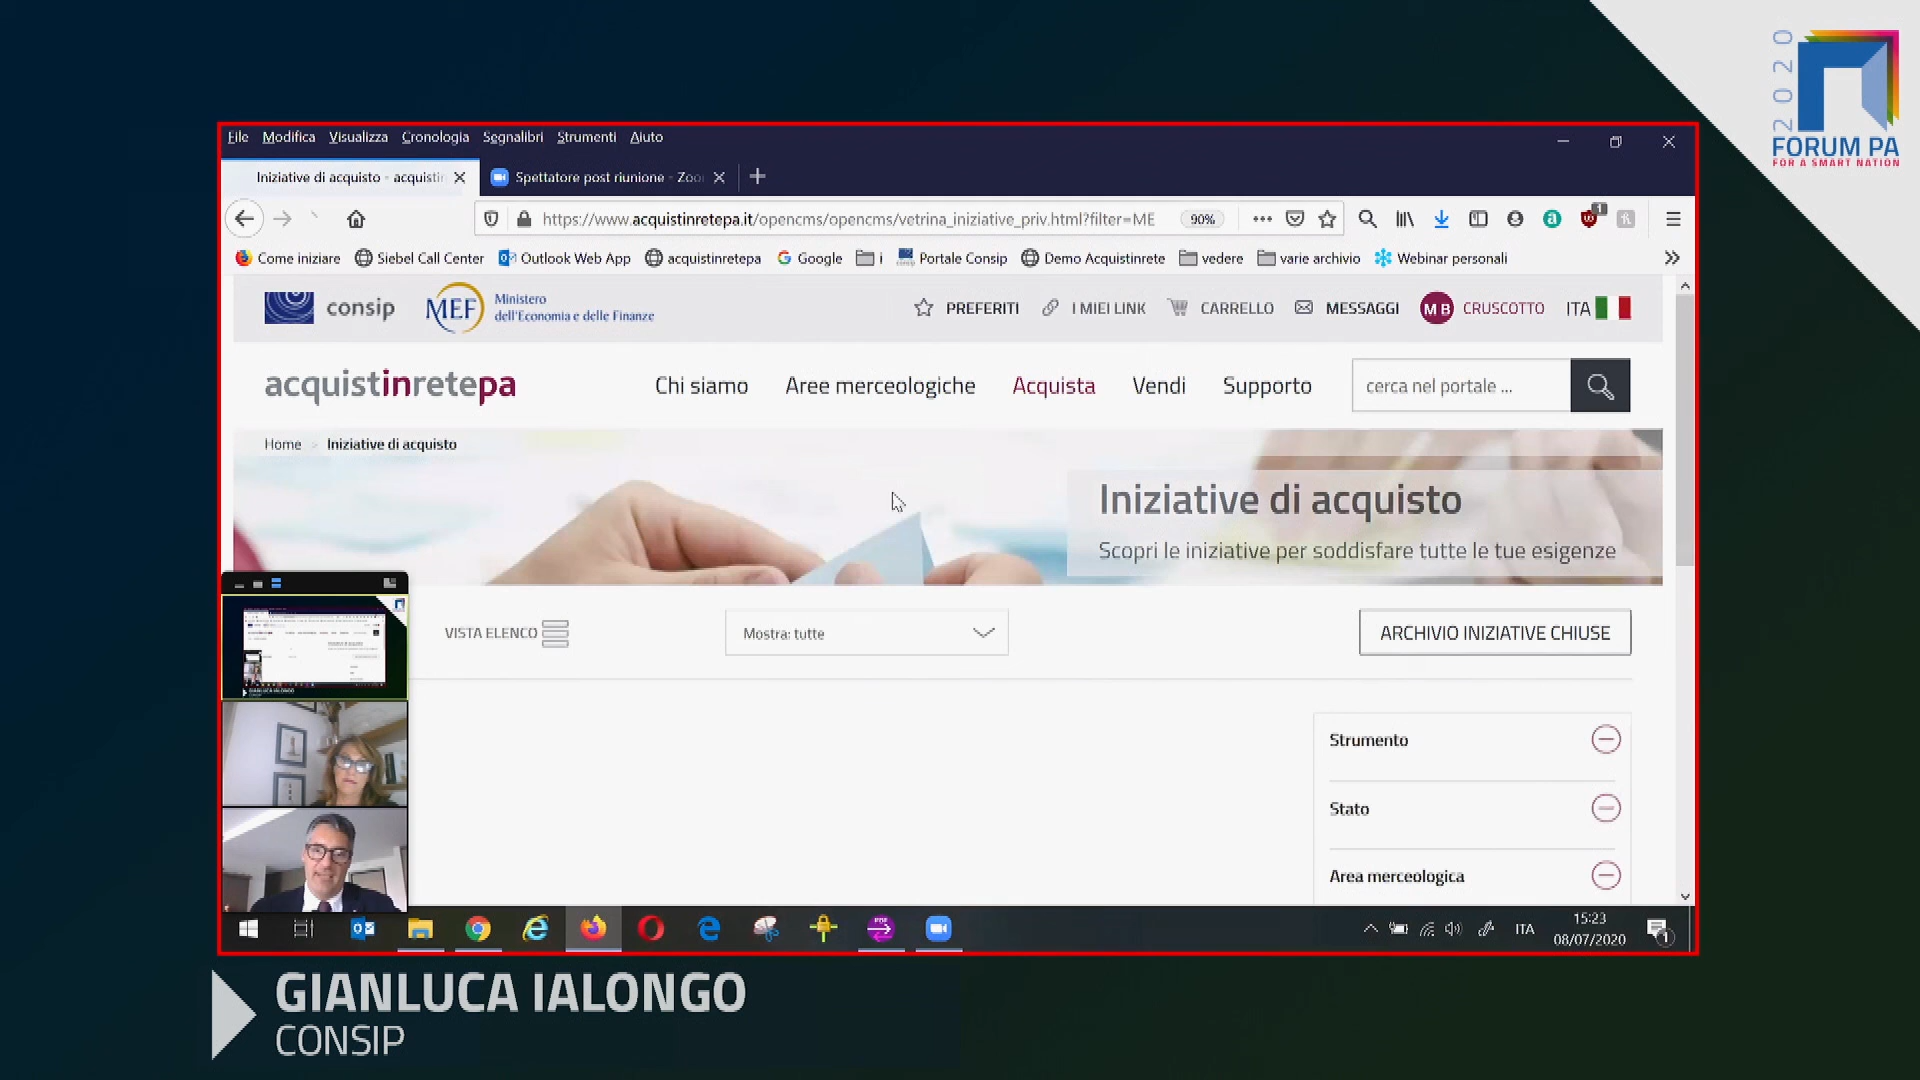 2020
FORUM PA
FOR A SMART NATION
File Modifica Visualizza Cronologia Segnalibri Strumenti Aiuto
Iniziative di acquisto - acquistin
Spettatore post riunione - Zoo
https://www.acquistinretepa.it/opencms/opencms/vetrina_iniziative_priv.html?filter=ME
90%
1
Come iniziare Siebel Call Center Outlook Web App acquistinretepa Google i Portale Consip Demo Acquistinrete vedere varie archivio Webinar personali
consip MEF Ministero
dell'Economia e delle Finanze
PREFERITI I MIEI LINK CARRELLO MESSAGGI MB CRUSCOTTO ITA
acquistinretepa
Chi siamo Aree merceologiche Acquista Vendi Supporto
cerca nel portale ...
Home > Iniziative di acquisto
Iniziative di acquisto
Scopri le iniziative per soddisfare tutte le tue esigenze
VISTA ELENCO
Mostra: tutte
ARCHIVIO INIZIATIVE CHIUSE
Strumento
Stato
Area merceologica
ITA
15:23
08/07/2020
1
GIANLUCA IALONGO
CONSIP